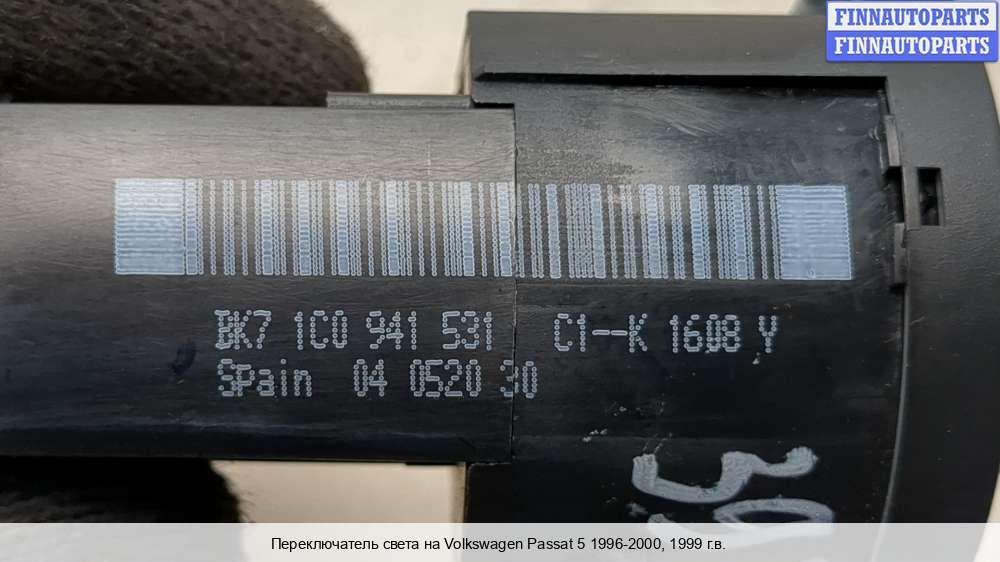 FINNAUTOPARTS
FINNAUTOPARTS
BK7 1C0 941 531 C1--K 1608 Y
Spain 04 0520 30
Переключатель света на Volkswagen Passat 5 1996-2000, 1999 г.в.